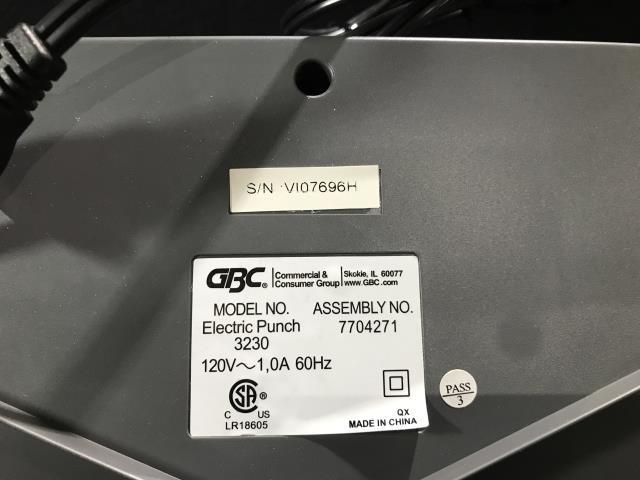 S/N :VI07696H
GBC® Commercial & Consumer Group Skokie, IL 60077 www.GBC.com
MODEL NO. ASSEMBLY NO.
Electric Punch 7704271
3230
120V～1,0A 60Hz
SA
C US
LR18605
QX
MADE IN CHINA
PASS
3